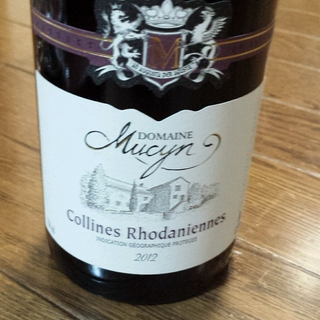 M
DOMAINE
Mucyn
Collines Rhodaniennes
INDICATION GÉOGRAPHIQUE PROTÉGÉE
2012